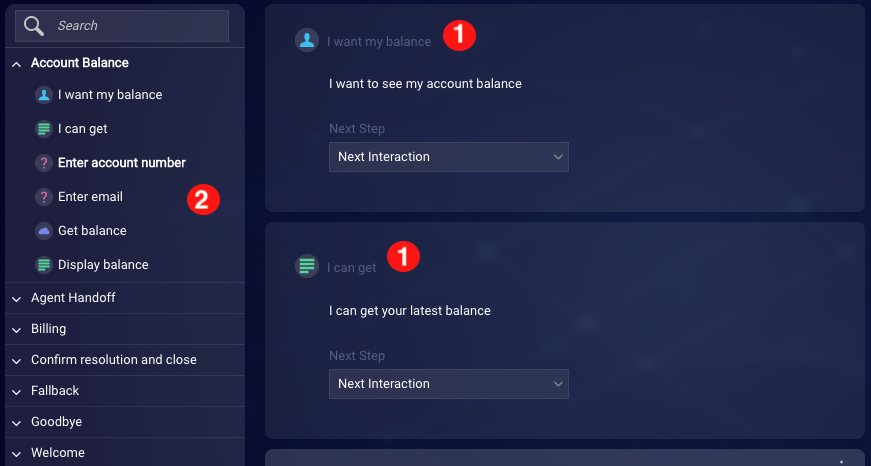 Search
Account Balance
I want my balance
I can get
? Enter account number
? Enter email
2
Get balance
Display balance
Agent Handoff
Billing
Confirm resolution and close
Fallback
Goodbye
Welcome
I want my balance
1
I want to see my account balance
Next Step
Next Interaction
I can get
1
I can get your latest balance
Next Step
Next Interaction